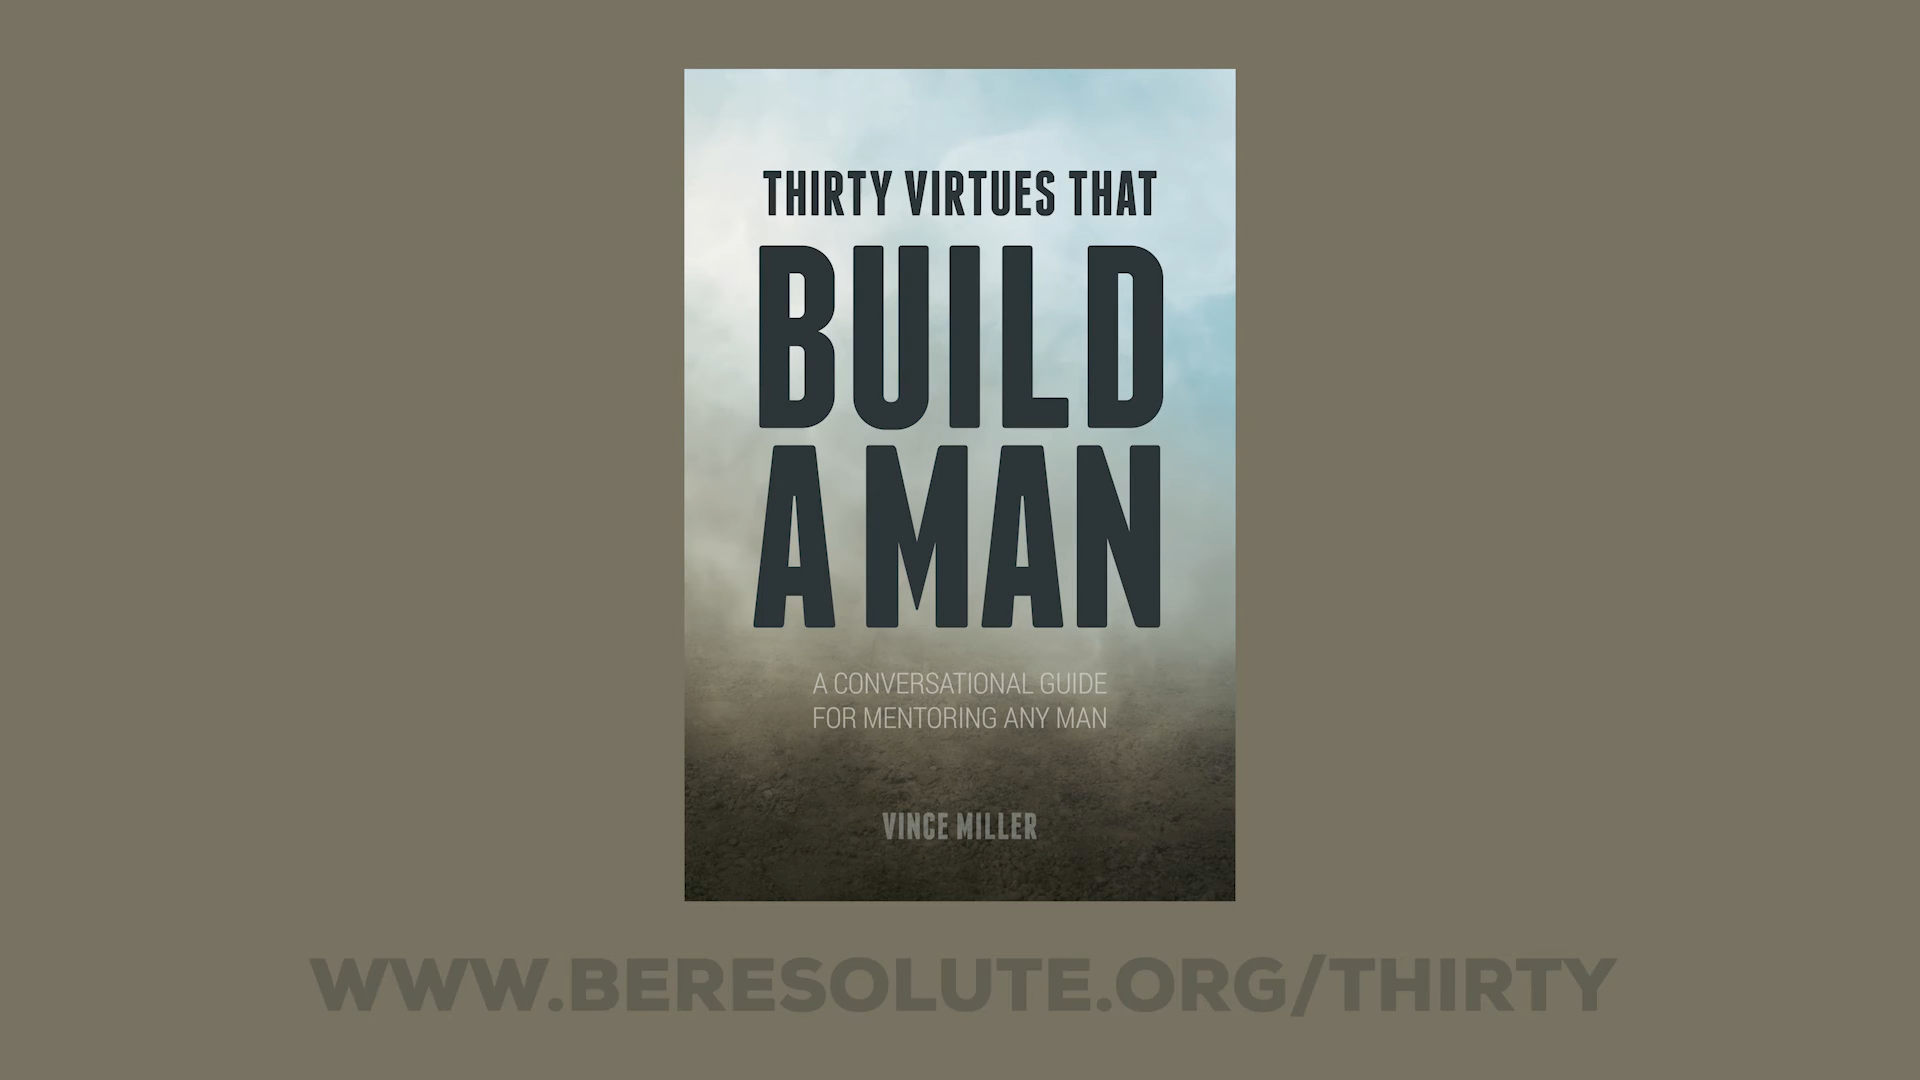 THIRTY VIRTUES THAT
BUILD
A MAN
A CONVERSATIONAL GUIDE
FOR MENTORING ANY MAN
VINCE MILLER
WWW.BERESOLUTE.ORG/THIRTY